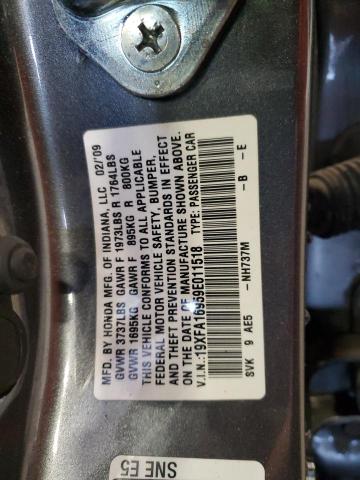 MFD. BY HONDA MFG. OF INDIANA, LLC 02/'09
GVWR 3737LBS GAWR F 1973LBS R 1764LBS
GVWR 1695KG GAWR F 895KG R 800KG
THIS VEHICLE CONFORMS TO ALL APPLICABLE
FEDERAL MOTOR VEHICLE SAFETY, BUMPER,
AND THEFT PREVENTION STANDARDS IN EFFECT
ON THE DATE OF MANUFACTURE SHOWN ABOVE.
V.I.N.:19XFA16959E011518 TYPE: PASSENGER CAR
SVK 9 AE5 -NH737M -B -E
SNE E5